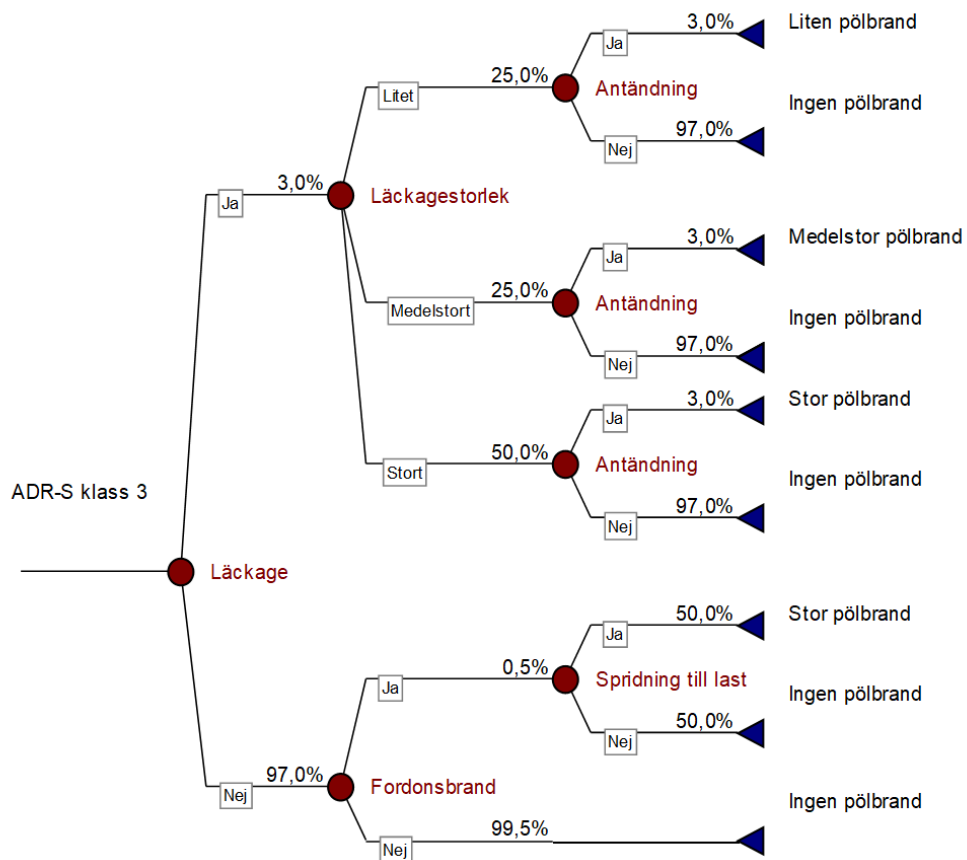 3,0%
Liten pölbrand
Ja
25,0%
Antändning
Litet
Ingen pölbrand
97,0%
Nej
3,0%
Läckagestorlek
Ja
3,0%
Medelstor pölbrand
Ja
25,0%
Antändning
Medelstort
Ingen pölbrand
97,0%
Nej
3,0%
Stor pölbrand
Ja
50,0%
Antändning
Stort
Ingen pölbrand
97,0%
Nej
ADR-S klass 3
Läckage
50,0%
Stor pölbrand
Ja
0,5%
Spridning till last
Ja
Ingen pölbrand
50,0%
Nej
97,0%
Fordonsbrand
Nej
Ingen pölbrand
99,5%
Nej